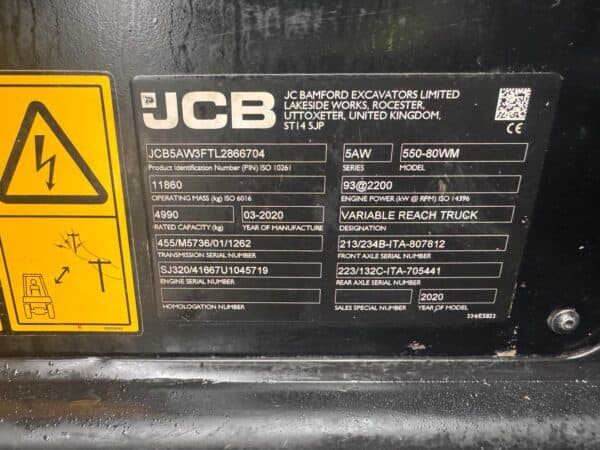 JCB
JC BAMFORD EXCAVATORS LIMITED
LAKESIDE WORKS, ROCESTER,
UTTOXETER, UNITED KINGDOM,
ST14 5JP
CE
JCB5AW3FTL2866704 5AW 550-80WM
Product Identification Number (PIN) ISO 10261 SERIES MODEL
11860 93@2200
OPERATING MASS (kg) ISO 6016 ENGINE POWER (kW @ RPM) ISO 14396
4990 03-2020 VARIABLE REACH TRUCK
RATED CAPACITY (kg) YEAR OF MANUFACTURE DESIGNATION
455/M5736/01/1262 213/234B-ITA-807812
TRANSMISSION SERIAL NUMBER FRONT AXLE SERIAL NUMBER
SJ320/41667U1045719 223/132C-ITA-705441
ENGINE SERIAL NUMBER REAR AXLE SERIAL NUMBER
2020
HOMOLOGATION NUMBER SALES SPECIAL NUMBER YEAR OF MODEL